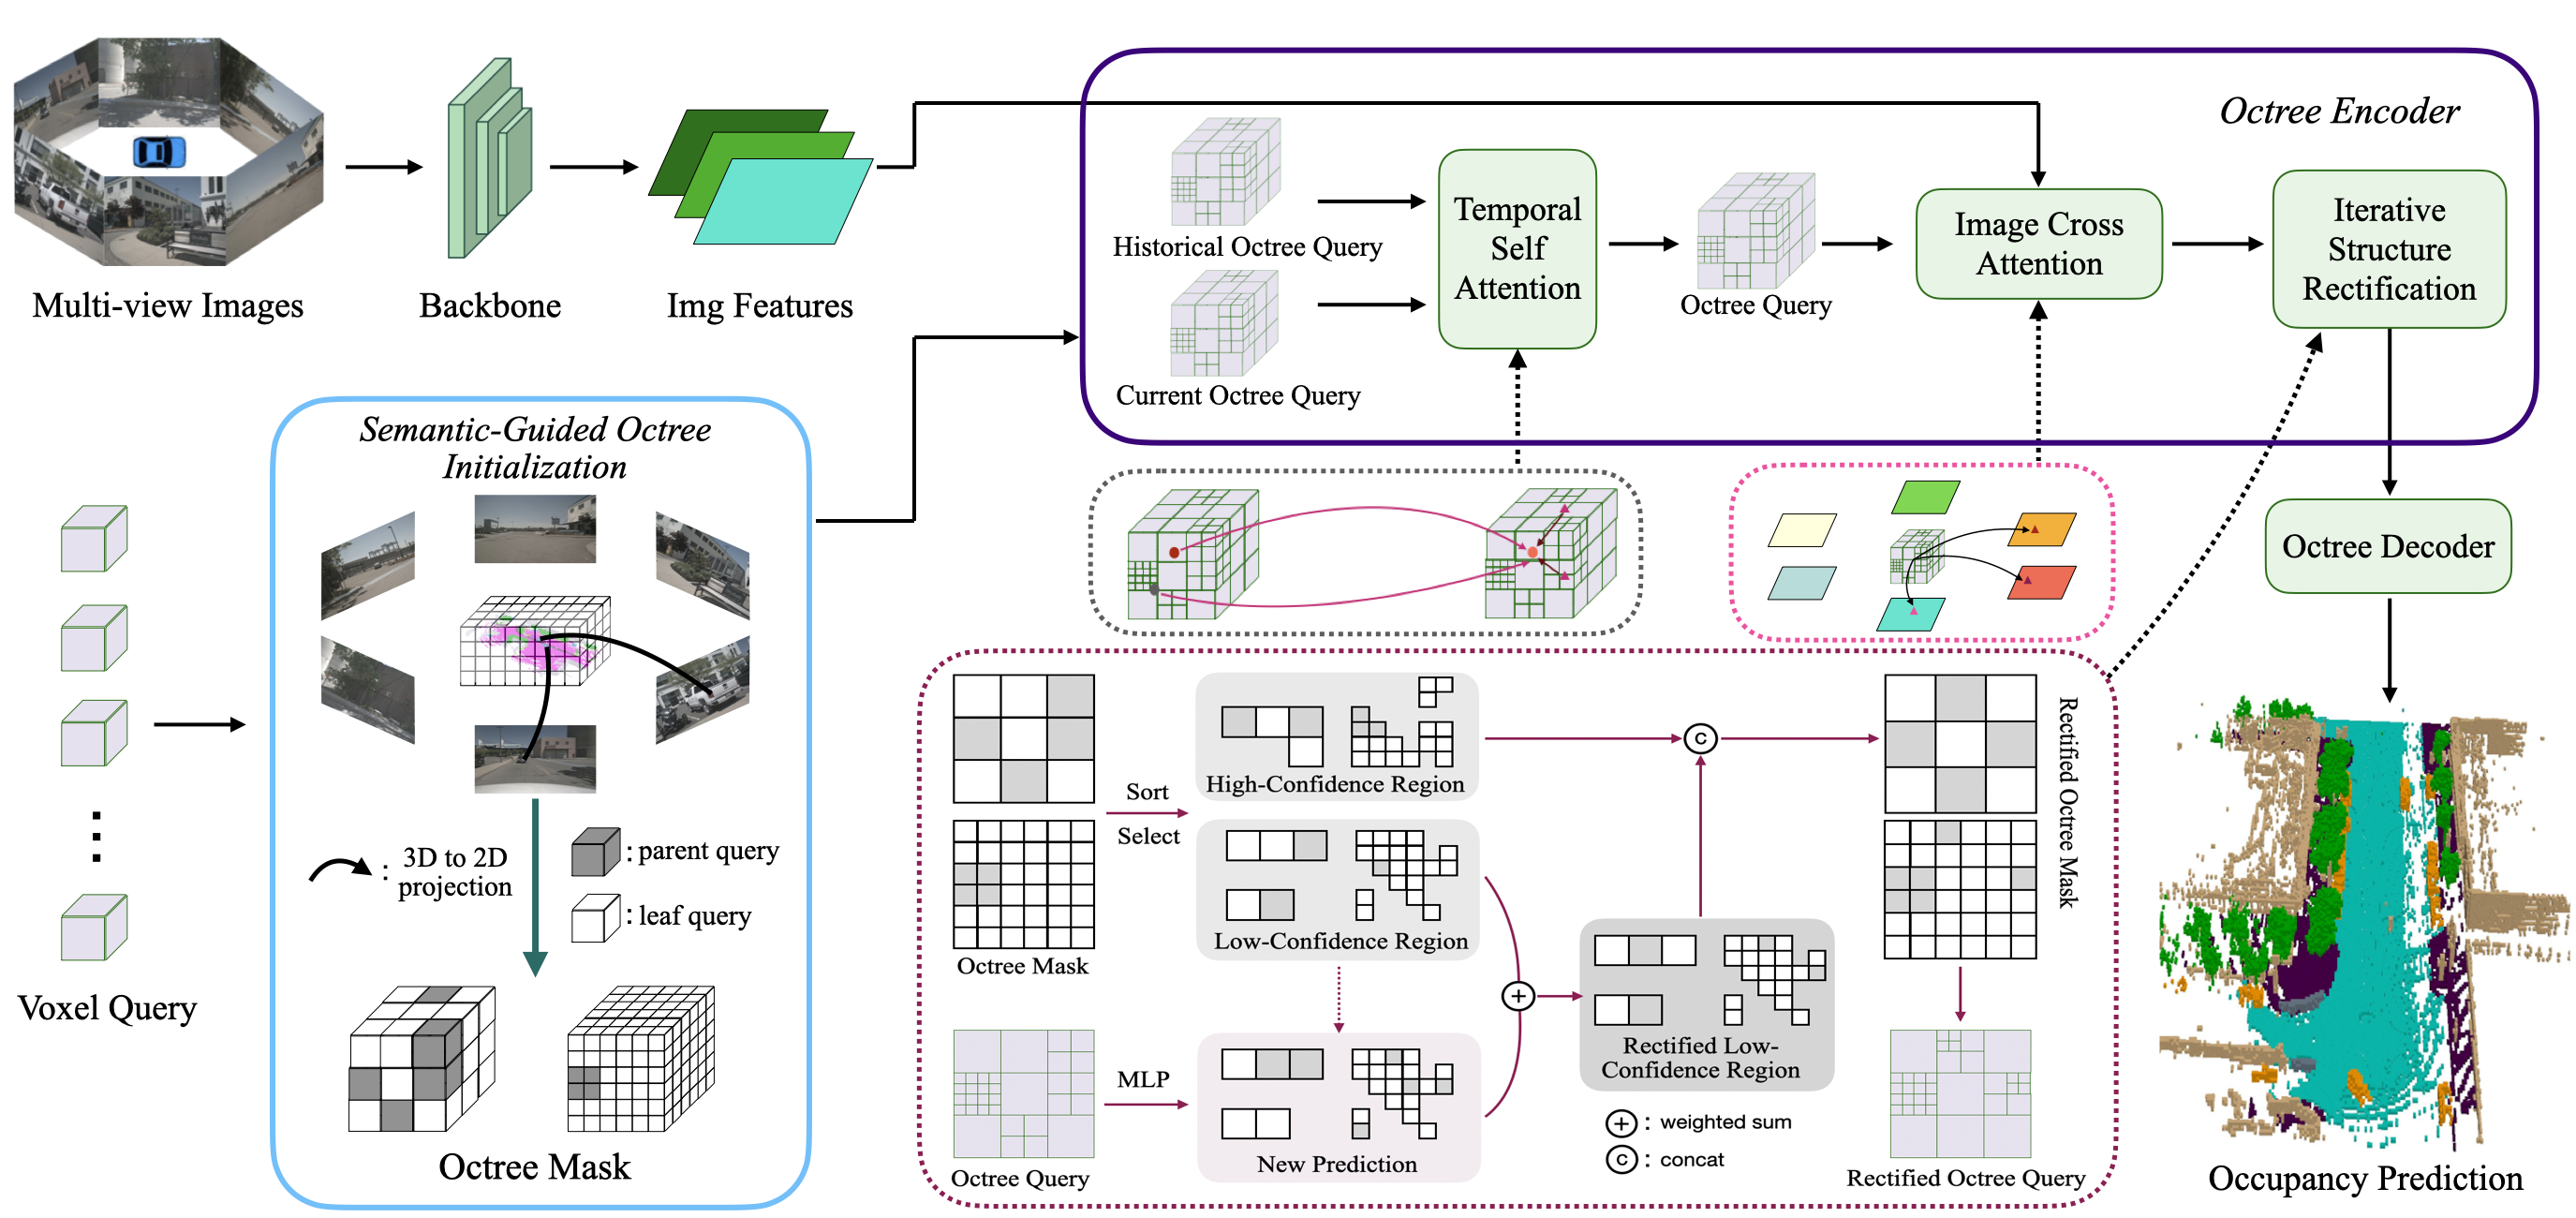 Octree Encoder
Multi-view Images
Backbone
Img Features
Historical Octree Query
Current Octree Query
Temporal
Self
Attention
Octree Query
Image Cross
Attention
Iterative
Structure
Rectification
Octree Decoder
Occupancy Prediction
Voxel Query
Semantic-Guided Octree
Initialization
: 3D to 2D
projection
: parent query
: leaf query
Octree Mask
Octree Mask
Sort
Select
High-Confidence Region
Low-Confidence Region
Octree Query
MLP
New Prediction
+
C
Rectified Low-
Confidence Region
+ : weighted sum
C : concat
Rectified Octree Mask
Rectified Octree Query